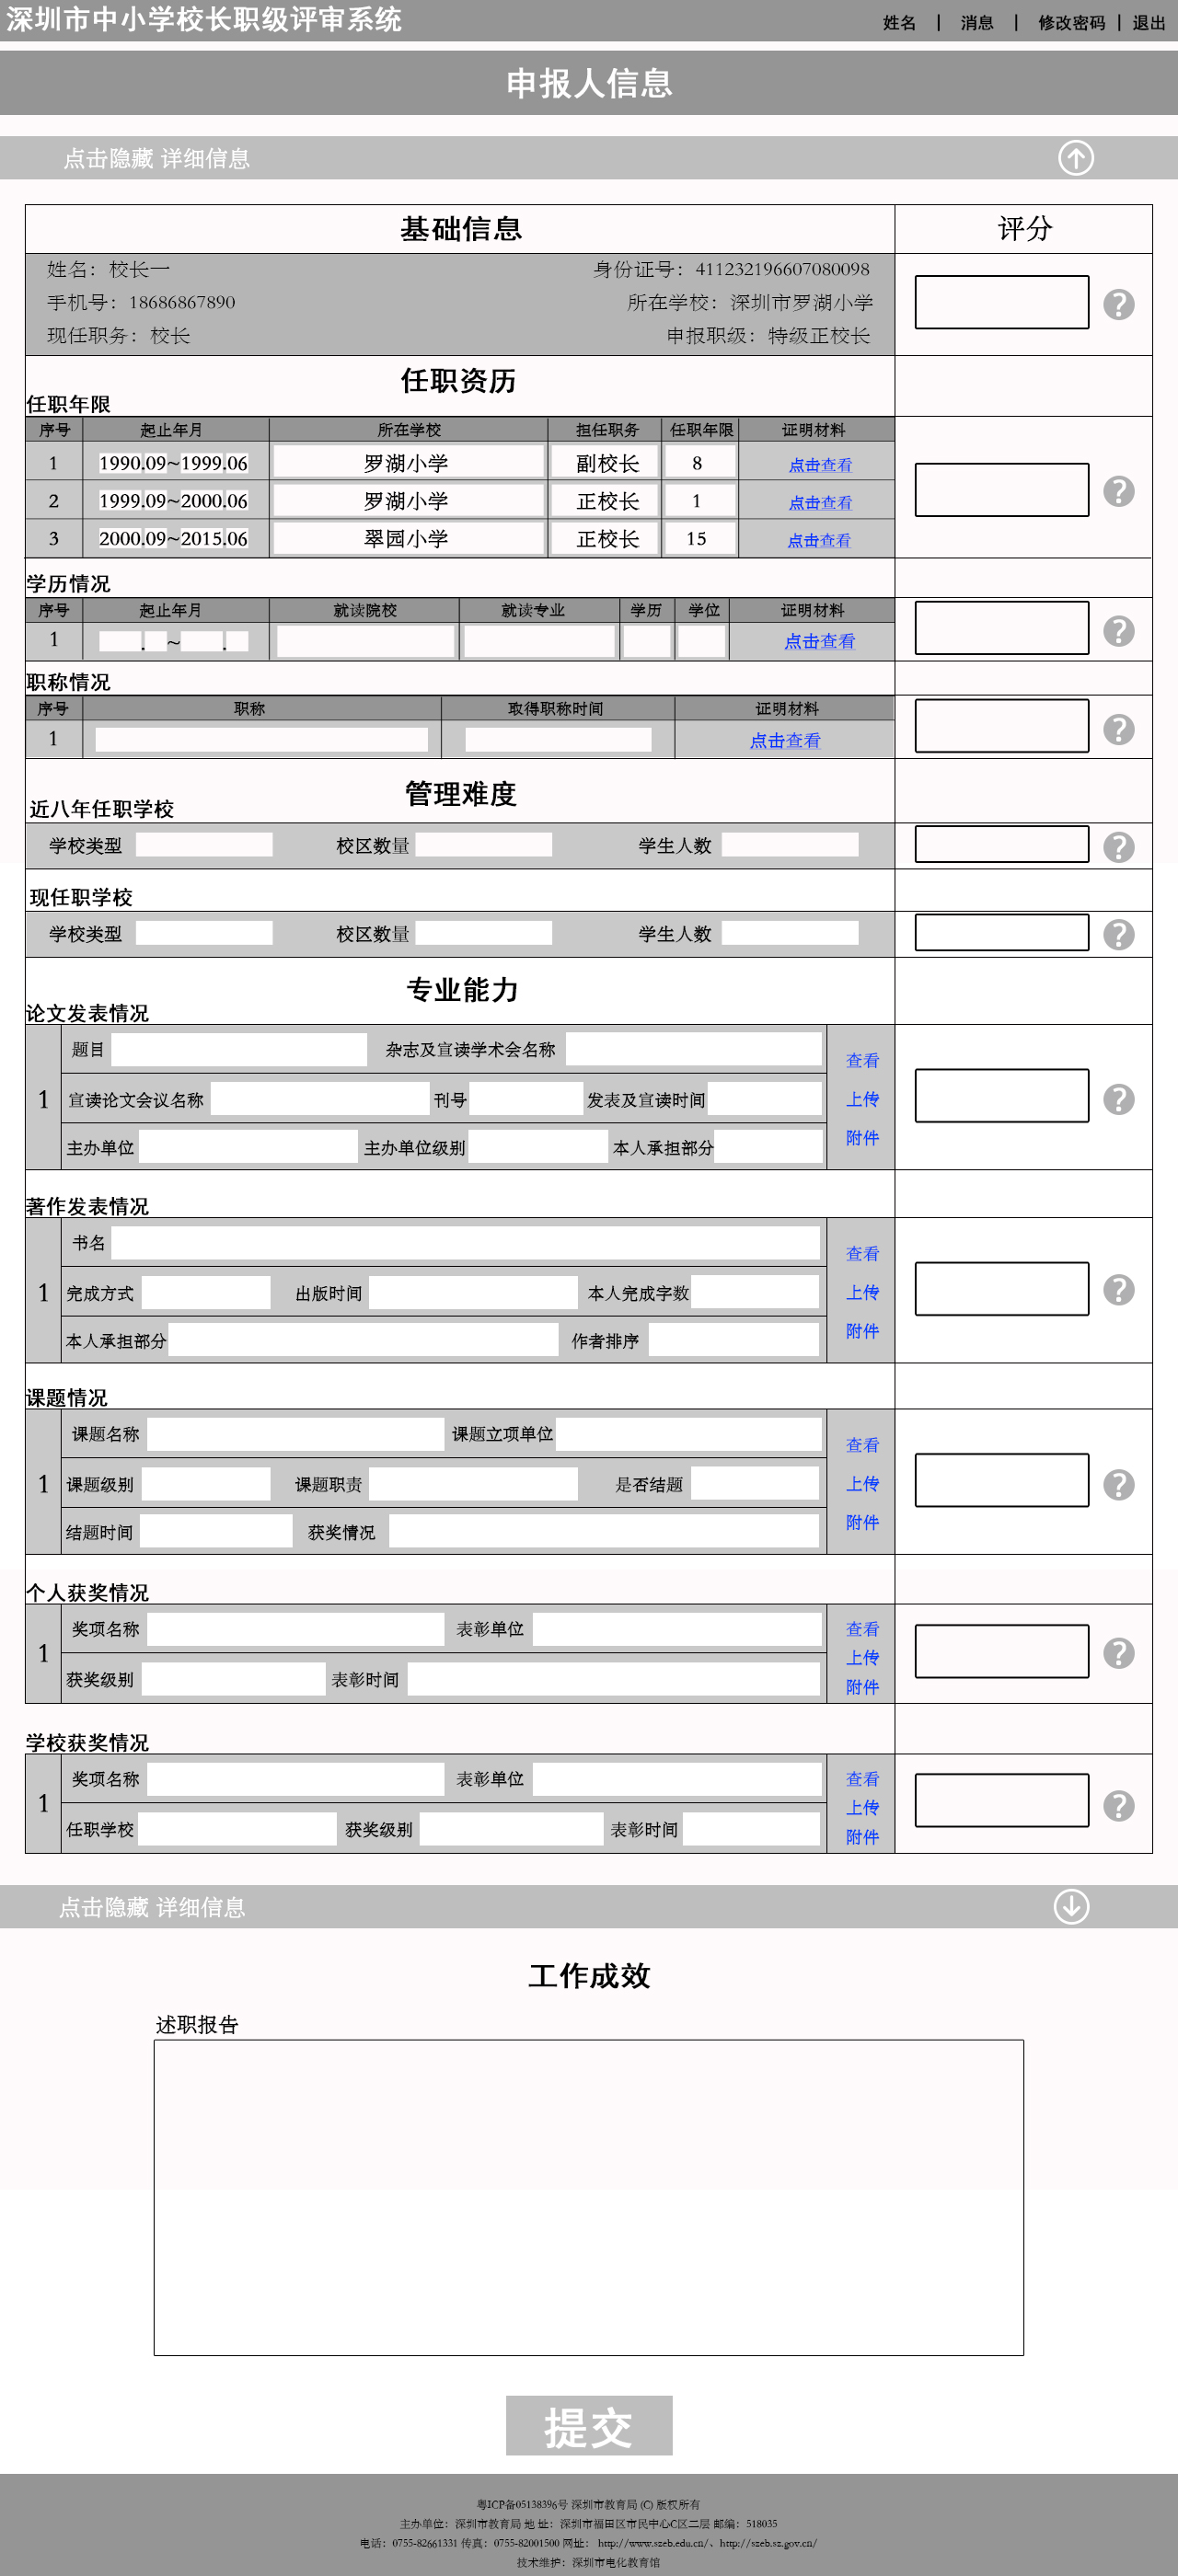 深圳市中小学校长职级评审系统 姓名 | 消息 | 修改密码 | 退出
申报人信息
点击隐藏 详细信息
基础信息 评分
姓名：校长一 身份证号：411232196607080098
手机号：18686867890 所在学校：深圳市罗湖小学
现任职务：校长 申报职级：特级正校长
任职资历
任职年限
序号 起止年月 所在学校 担任职务 任职年限 证明材料
1 1990.09~1999.06 罗湖小学 副校长 8 点击查看
2 1999.09~2000.06 罗湖小学 正校长 1 点击查看
3 2000.09~2015.06 翠园小学 正校长 15 点击查看
学历情况
序号 起止年月 就读院校 就读专业 学历 学位 证明材料
1 . ~ . 点击查看
职称情况
序号 职称 取得职称时间 证明材料
1 点击查看
管理难度
近八年任职学校
学校类型 校区数量 学生人数
现任职学校
学校类型 校区数量 学生人数
专业能力
论文发表情况
题目 杂志及宣读学术会名称 查看
1 宣读论文会议名称 刊号 发表及宣读时间 上传
主办单位 主办单位级别 本人承担部分 附件
著作发表情况
书名 查看
1 完成方式 出版时间 本人完成字数 上传
本人承担部分 作者排序 附件
课题情况
课题名称 课题立项单位 查看
1 课题级别 课题职责 是否结题 上传
结题时间 获奖情况 附件
个人获奖情况
奖项名称 表彰单位 查看
1 上传
获奖级别 表彰时间 附件
学校获奖情况
奖项名称 表彰单位 查看
1 上传
任职学校 获奖级别 表彰时间 附件
点击隐藏 详细信息
工作成效
述职报告
提交
粤ICP备05138396号 深圳市教育局 (C) 版权所有
主办单位：深圳市教育局 地 址：深圳市福田区市民中心C区二层 邮编：518035
电话：0755-82661331 传真：0755-82001500 网址： http://www.szeb.edu.cn/、http://szeb.sz.gov.cn/
技术维护：深圳市电化教育馆